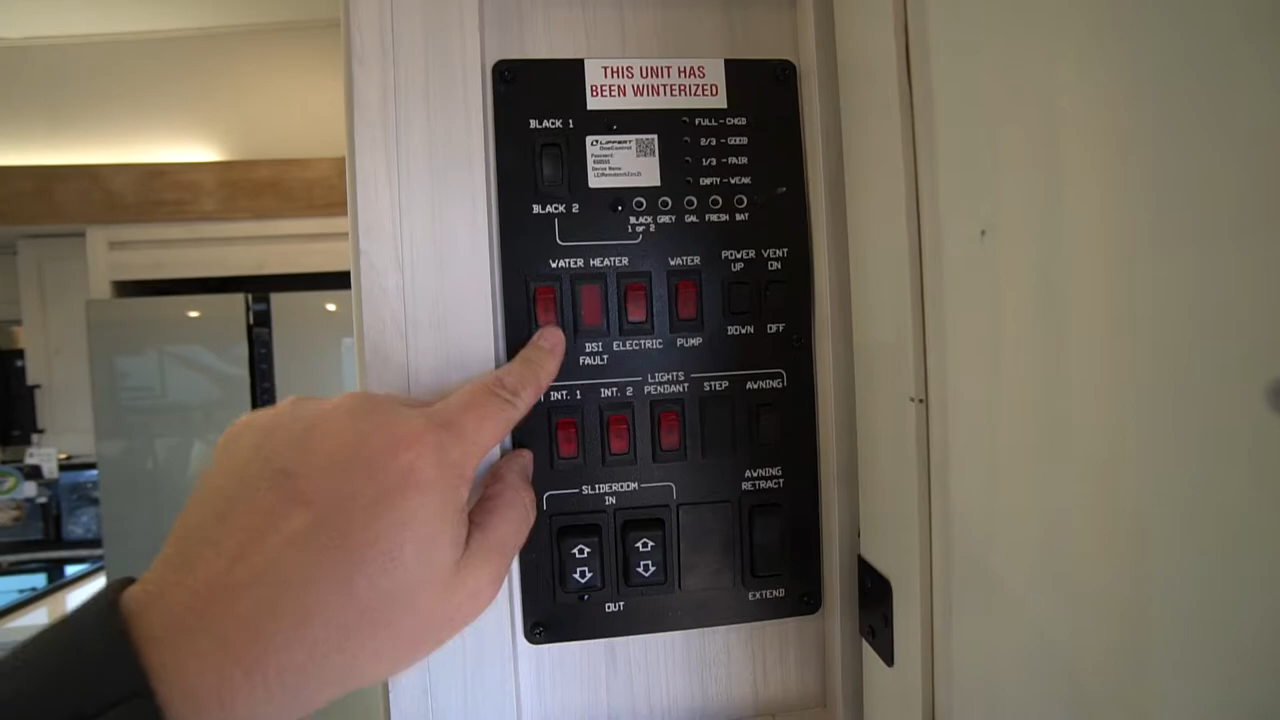 THIS UNIT HAS
BEEN WINTERIZED
BLACK 1
LIPPERT
OneControl
FULL - CHGD
2/3 - GOOD
1/3 - FAIR
EMPTY - WEAK
BLACK 2
BLACK
1 or 2
GREY
GAL
FRESH
BAT
WATER HEATER
WATER
POWER
UP
VENT
ON
DSI
FAULT
ELECTRIC
PUMP
DOWN
OFF
LIGHTS
INT. 1
INT. 2
PENDANT
STEP
AWNING
SLIDEROOM
IN
AWNING
RETRACT
OUT
EXTEND